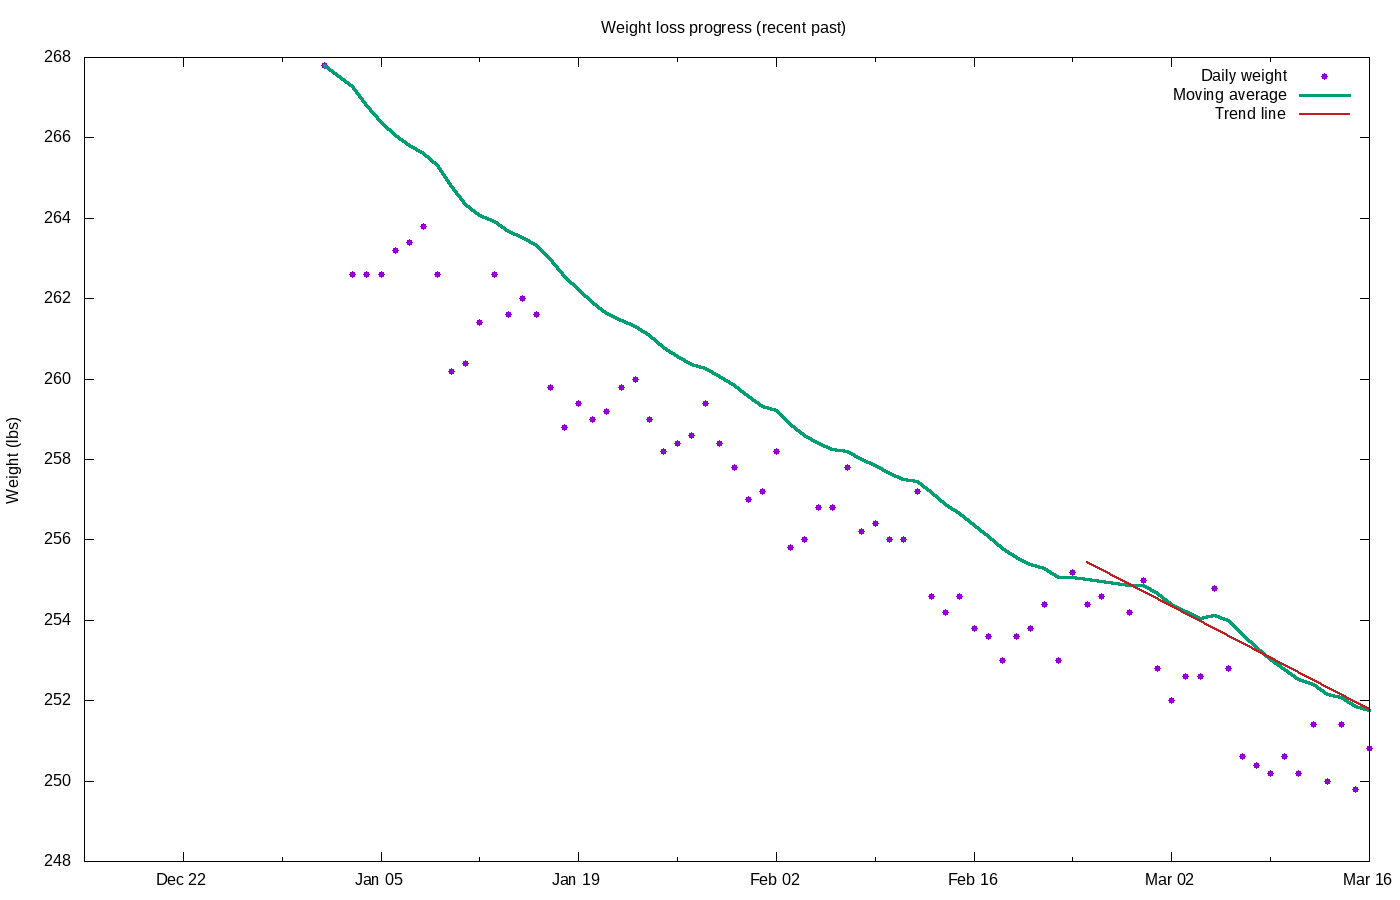 Weight loss progress (recent past)
Daily weight
Moving average
Trend line
Weight (lbs)
268
266
264
262
260
258
256
254
252
250
248
Dec 22
Jan 05
Jan 19
Feb 02
Feb 16
Mar 02
Mar 16